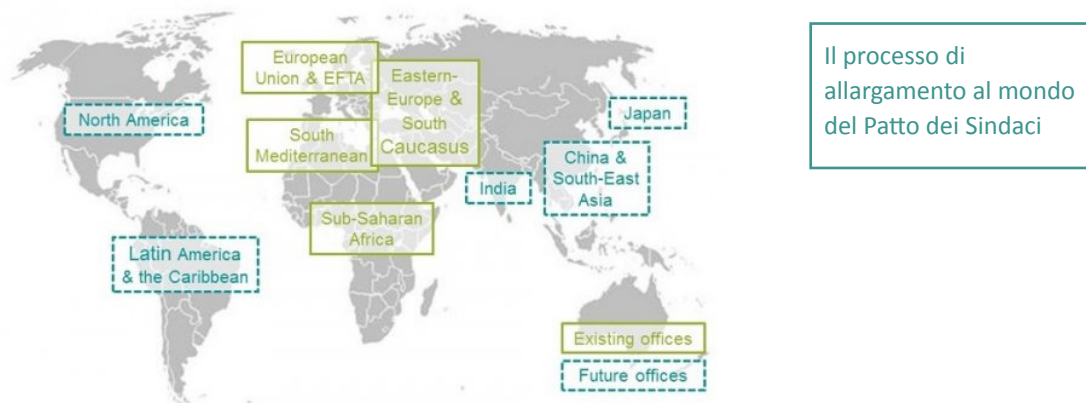 European
Union & EFTA
Eastern-
Europe &
South
Caucasus
North America
South
Mediterranean
Japan
China &
South-East
Asia
India
Sub-Saharan
Africa
Latin America
& the Caribbean
Existing offices
Future offices
Il processo di
allargamento al mondo
del Patto dei Sindaci